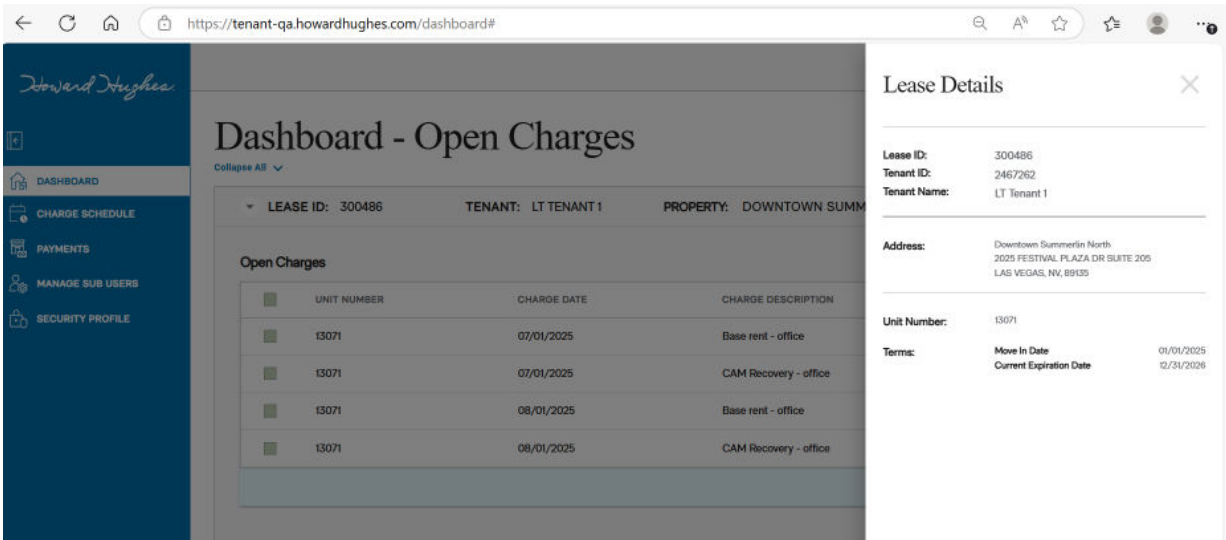 https://tenant-qa.howardhughes.com/dashboard#
Howard Hughes.
DASHBOARD
CHARGE SCHEDULE
PAYMENTS
MANAGE SUB USERS
SECURITY PROFILE
Dashboard - Open Charges
Collapse All
LEASE ID: 300486 TENANT: LT TENANT 1 PROPERTY: DOWNTOWN SUMM
Open Charges
UNIT NUMBER CHARGE DATE CHARGE DESCRIPTION
13071 07/01/2025 Base rent - office
13071 07/01/2025 CAM Recovery - office
13071 08/01/2025 Base rent - office
13071 08/01/2025 CAM Recovery - office
Lease Details
Lease ID: 300486
Tenant ID: 2467262
Tenant Name: LT Tenant 1
Address: Downtown Summerlin North
2025 FESTIVAL PLAZA DR SUITE 205
LAS VEGAS, NV, 89135
Unit Number: 13071
Terms: Move In Date 01/01/2025
Current Expiration Date 12/31/2026